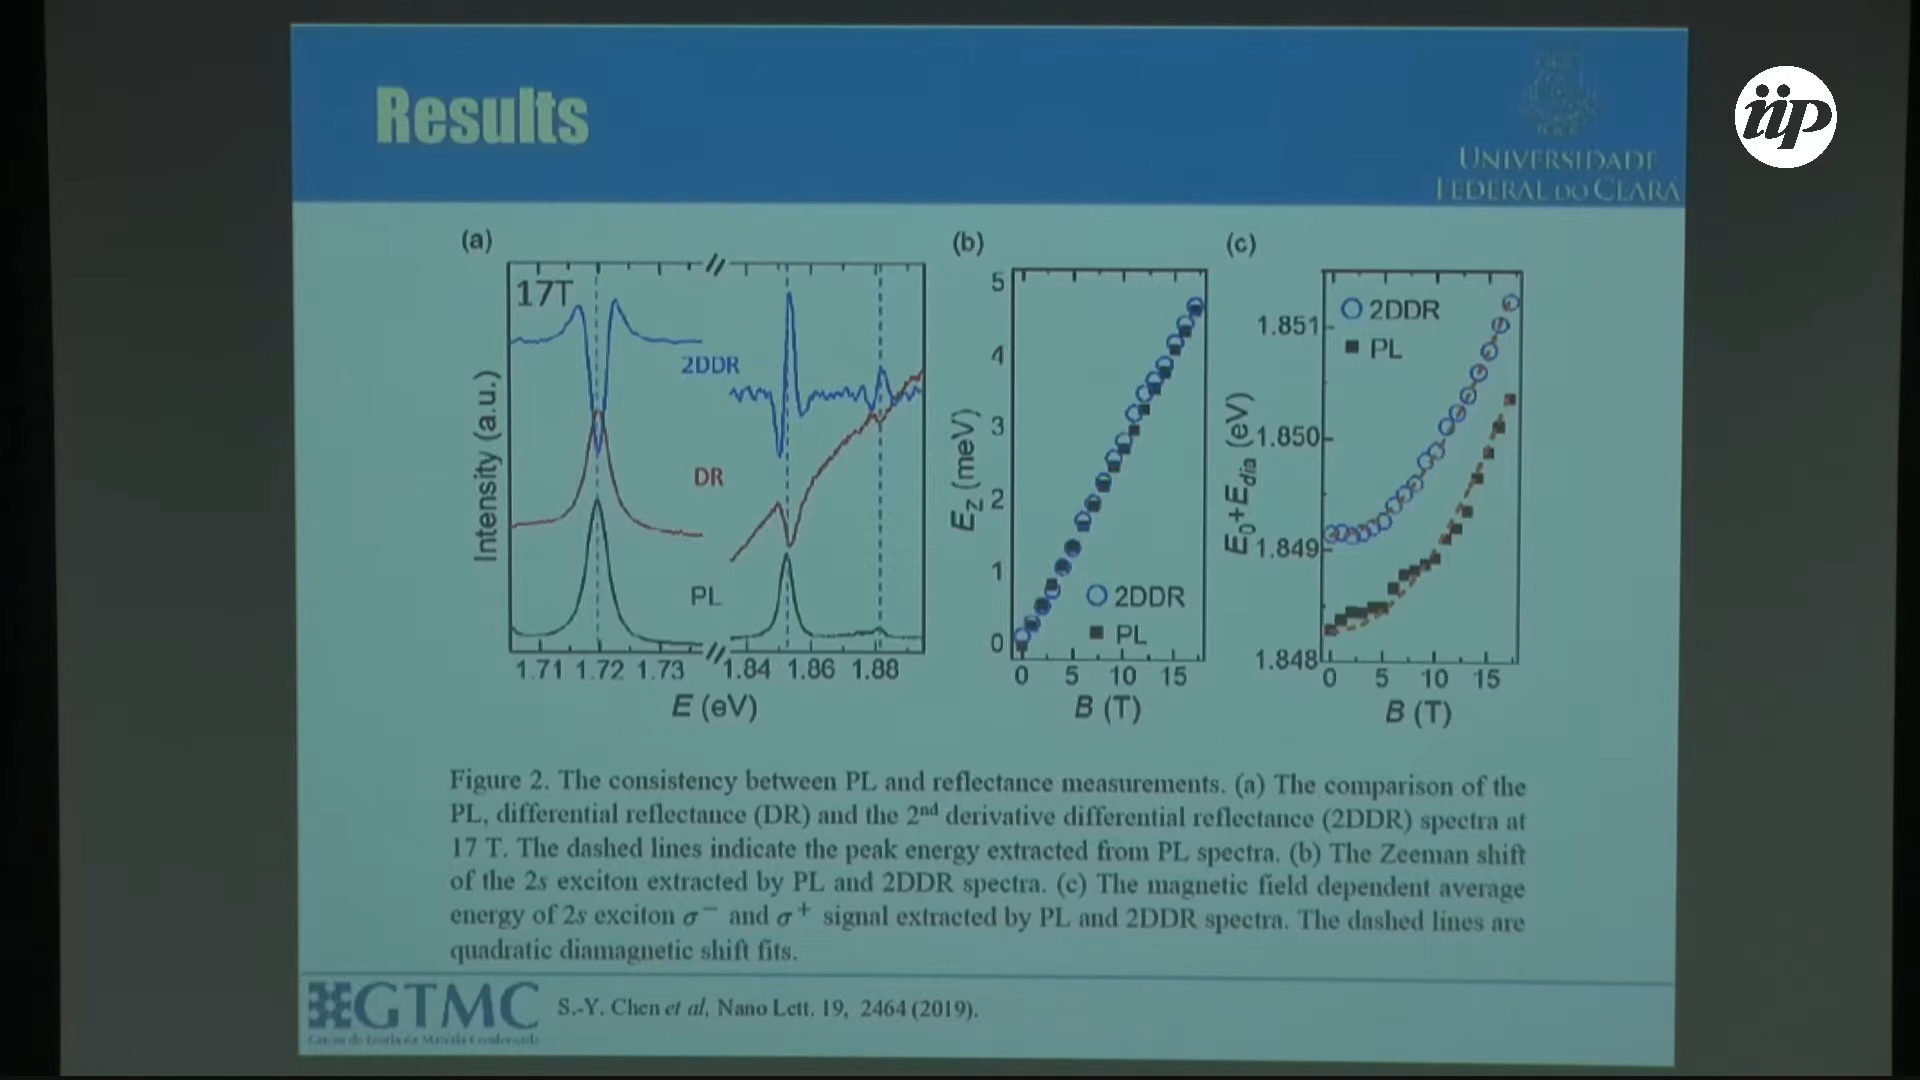 Results
iip
UNIVERSIDADE
FEDERAL DO CEARÁ
(a)
17T
2DDR
DR
PL
Intensity (a.u.)
1.71 1.72 1.73 1.84 1.86 1.88
E (eV)
(b)
5
4
3
2
1
0
E_Z (meV)
2DDR
PL
0 5 10 15
B (T)
(c)
2DDR
PL
1.851
1.850
1.849
1.848
E_0+E_dia (eV)
0 5 10 15
B (T)
Figure 2. The consistency between PL and reflectance measurements. (a) The comparison of the
PL, differential reflectance (DR) and the 2nd derivative differential reflectance (2DDR) spectra at
17 T. The dashed lines indicate the peak energy extracted from PL spectra. (b) The Zeeman shift
of the 2s exciton extracted by PL and 2DDR spectra. (c) The magnetic field dependent average
energy of 2s exciton σ− and σ+ signal extracted by PL and 2DDR spectra. The dashed lines are
quadratic diamagnetic shift fits.
GTMC
S.-Y. Chen et al, Nano Lett. 19, 2464 (2019).